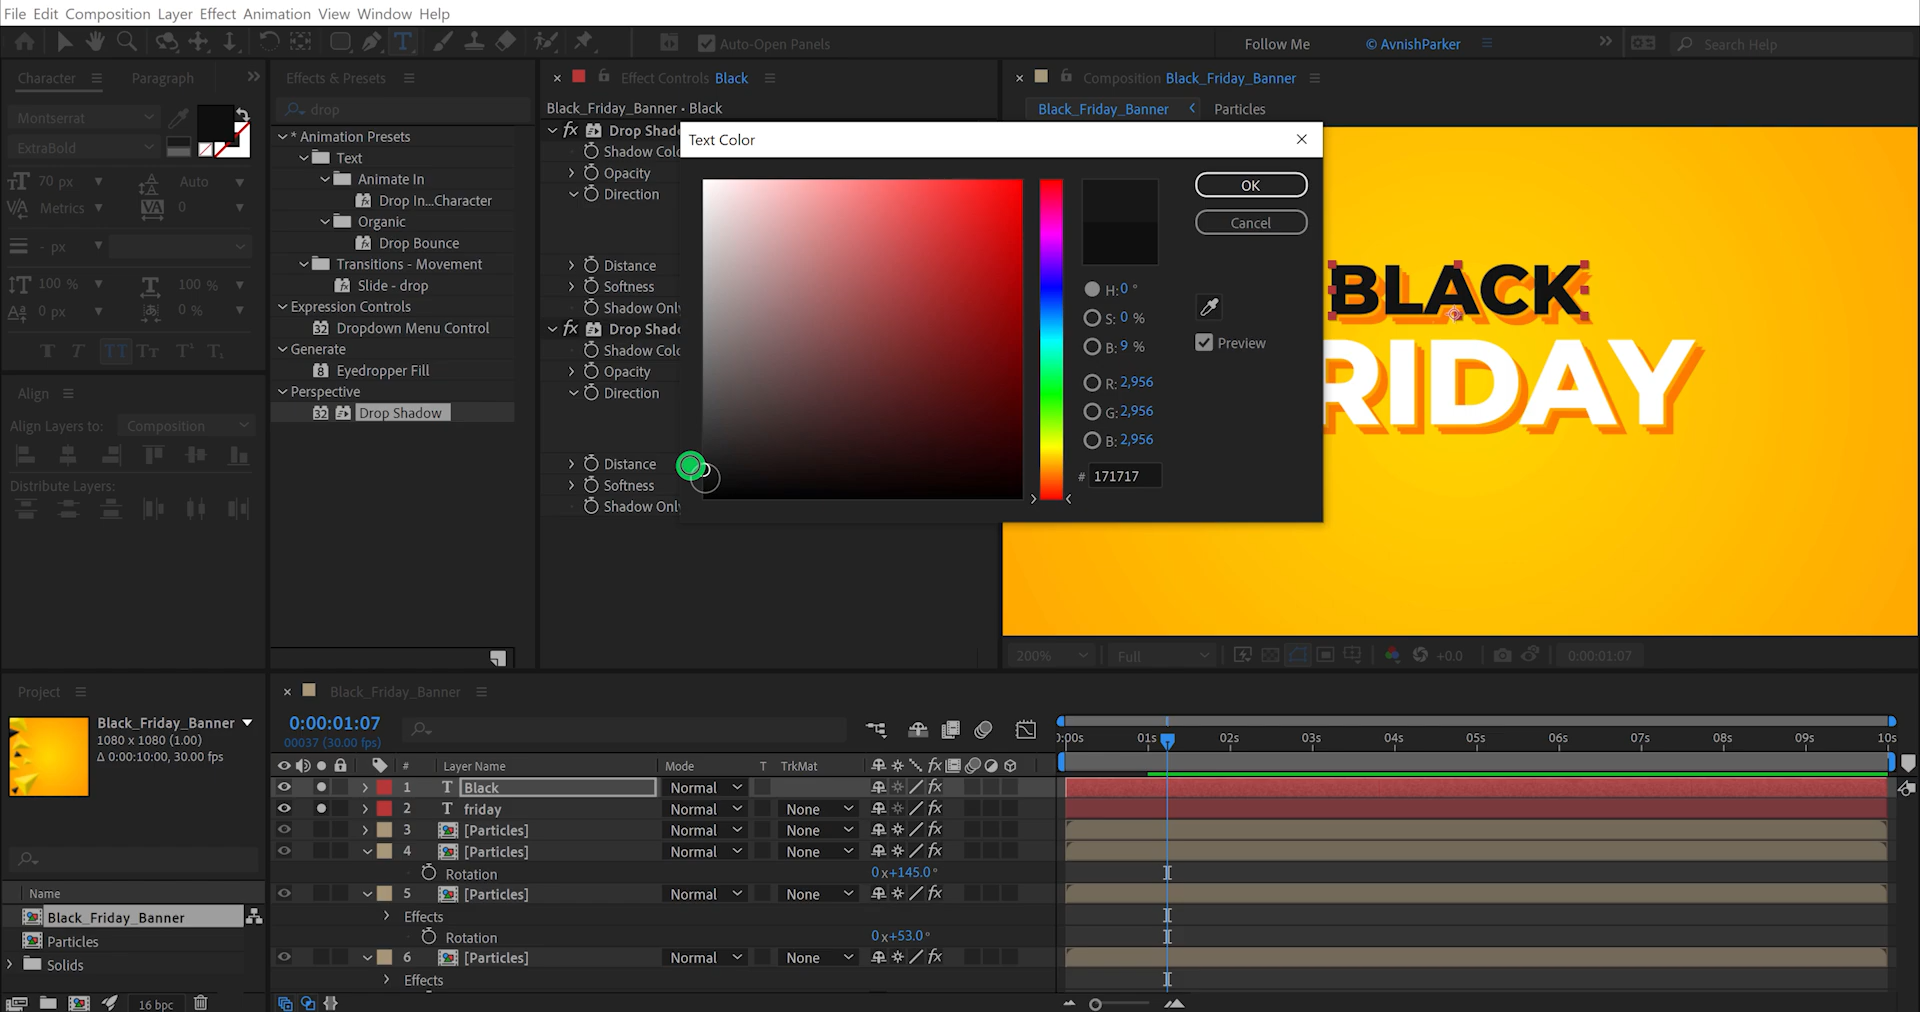 File Edit Composition Layer Effect Animation View Window Help
Auto-Open Panels
Follow Me
© AvnishParker
Search Help
Character
Paragraph
Montserrat
ExtraBold
70 px
Auto
Metrics
0
- px
100 %
100 %
0 px
0 %
Align
Align Layers to:
Composition
Distribute Layers:
Effects & Presets
drop
* Animation Presets
Text
Animate In
Drop In...Character
Organic
Drop Bounce
Transitions - Movement
Slide - drop
Expression Controls
Dropdown Menu Control
Generate
Eyedropper Fill
Perspective
Drop Shadow
Effect Controls Black
Black_Friday_Banner • Black
fx Drop Shado
Shadow Colo
Opacity
Direction
Distance
Softness
Shadow Only
fx Drop Shado
Shadow Colo
Opacity
Direction
Distance
Softness
Shadow Only
Text Color
OK
Cancel
H: 0 °
S: 0 %
B: 9 %
Preview
R: 2,956
G: 2,956
B: 2,956
# 171717
Composition Black_Friday_Banner
Black_Friday_Banner
Particles
BLACK
RIDAY
200%
Full
+0.0
0:00:01:07
Project
Black_Friday_Banner
1080 x 1080 (1.00)
Δ 0:00:10:00, 30.00 fps
Name
Black_Friday_Banner
Particles
Solids
16 bpc
Black_Friday_Banner
0:00:01:07
00037 (30.00 fps)
# Layer Name Mode T TrkMat
1 T Black Normal
2 T friday Normal None
3 [Particles] Normal None
4 [Particles] Normal None
Rotation 0 x+145.0 °
5 [Particles] Normal None
Effects
Rotation 0 x+53.0 °
6 [Particles] Normal None
Effects
0:00s 01s 02s 03s 04s 05s 06s 07s 08s 09s 10s